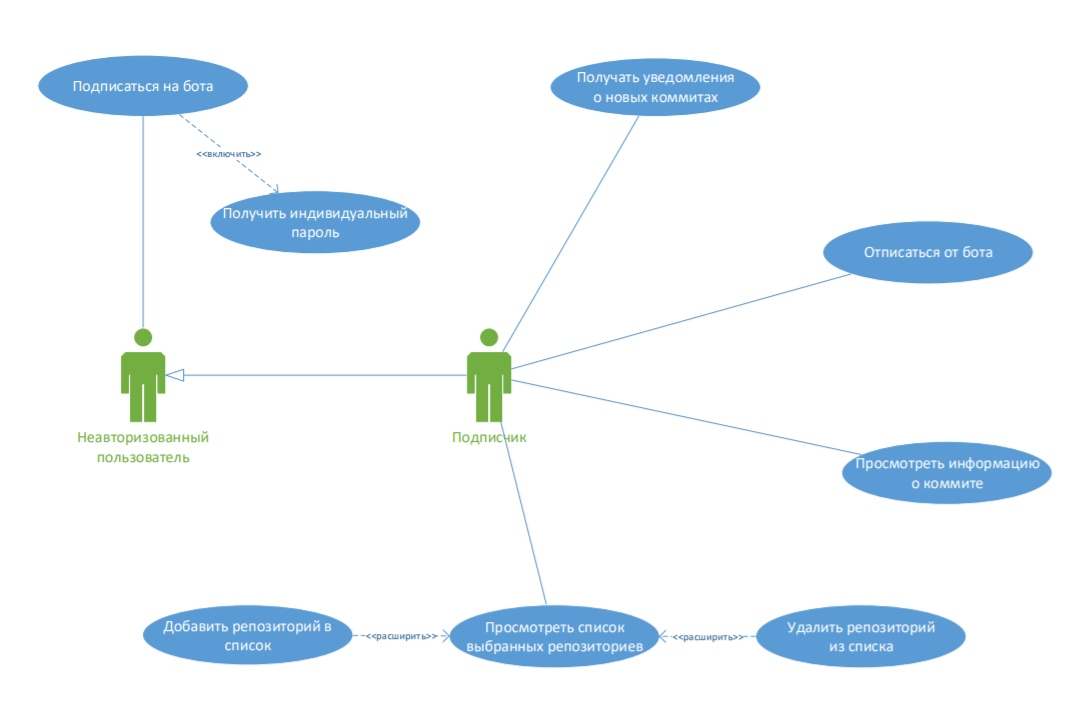 Подписаться на бота
Получать уведомления
о новых коммитах
<<включить>>
Получить индивидуальный
пароль
Отписаться от бота
Неавторизованный
пользователь
Подписчик
Просмотреть информацию
о коммите
Добавить репозиторий в
список
<<расширить>>
Просмотреть список
выбранных репозиториев
<<расширить>>
Удалить репозиторий
из списка